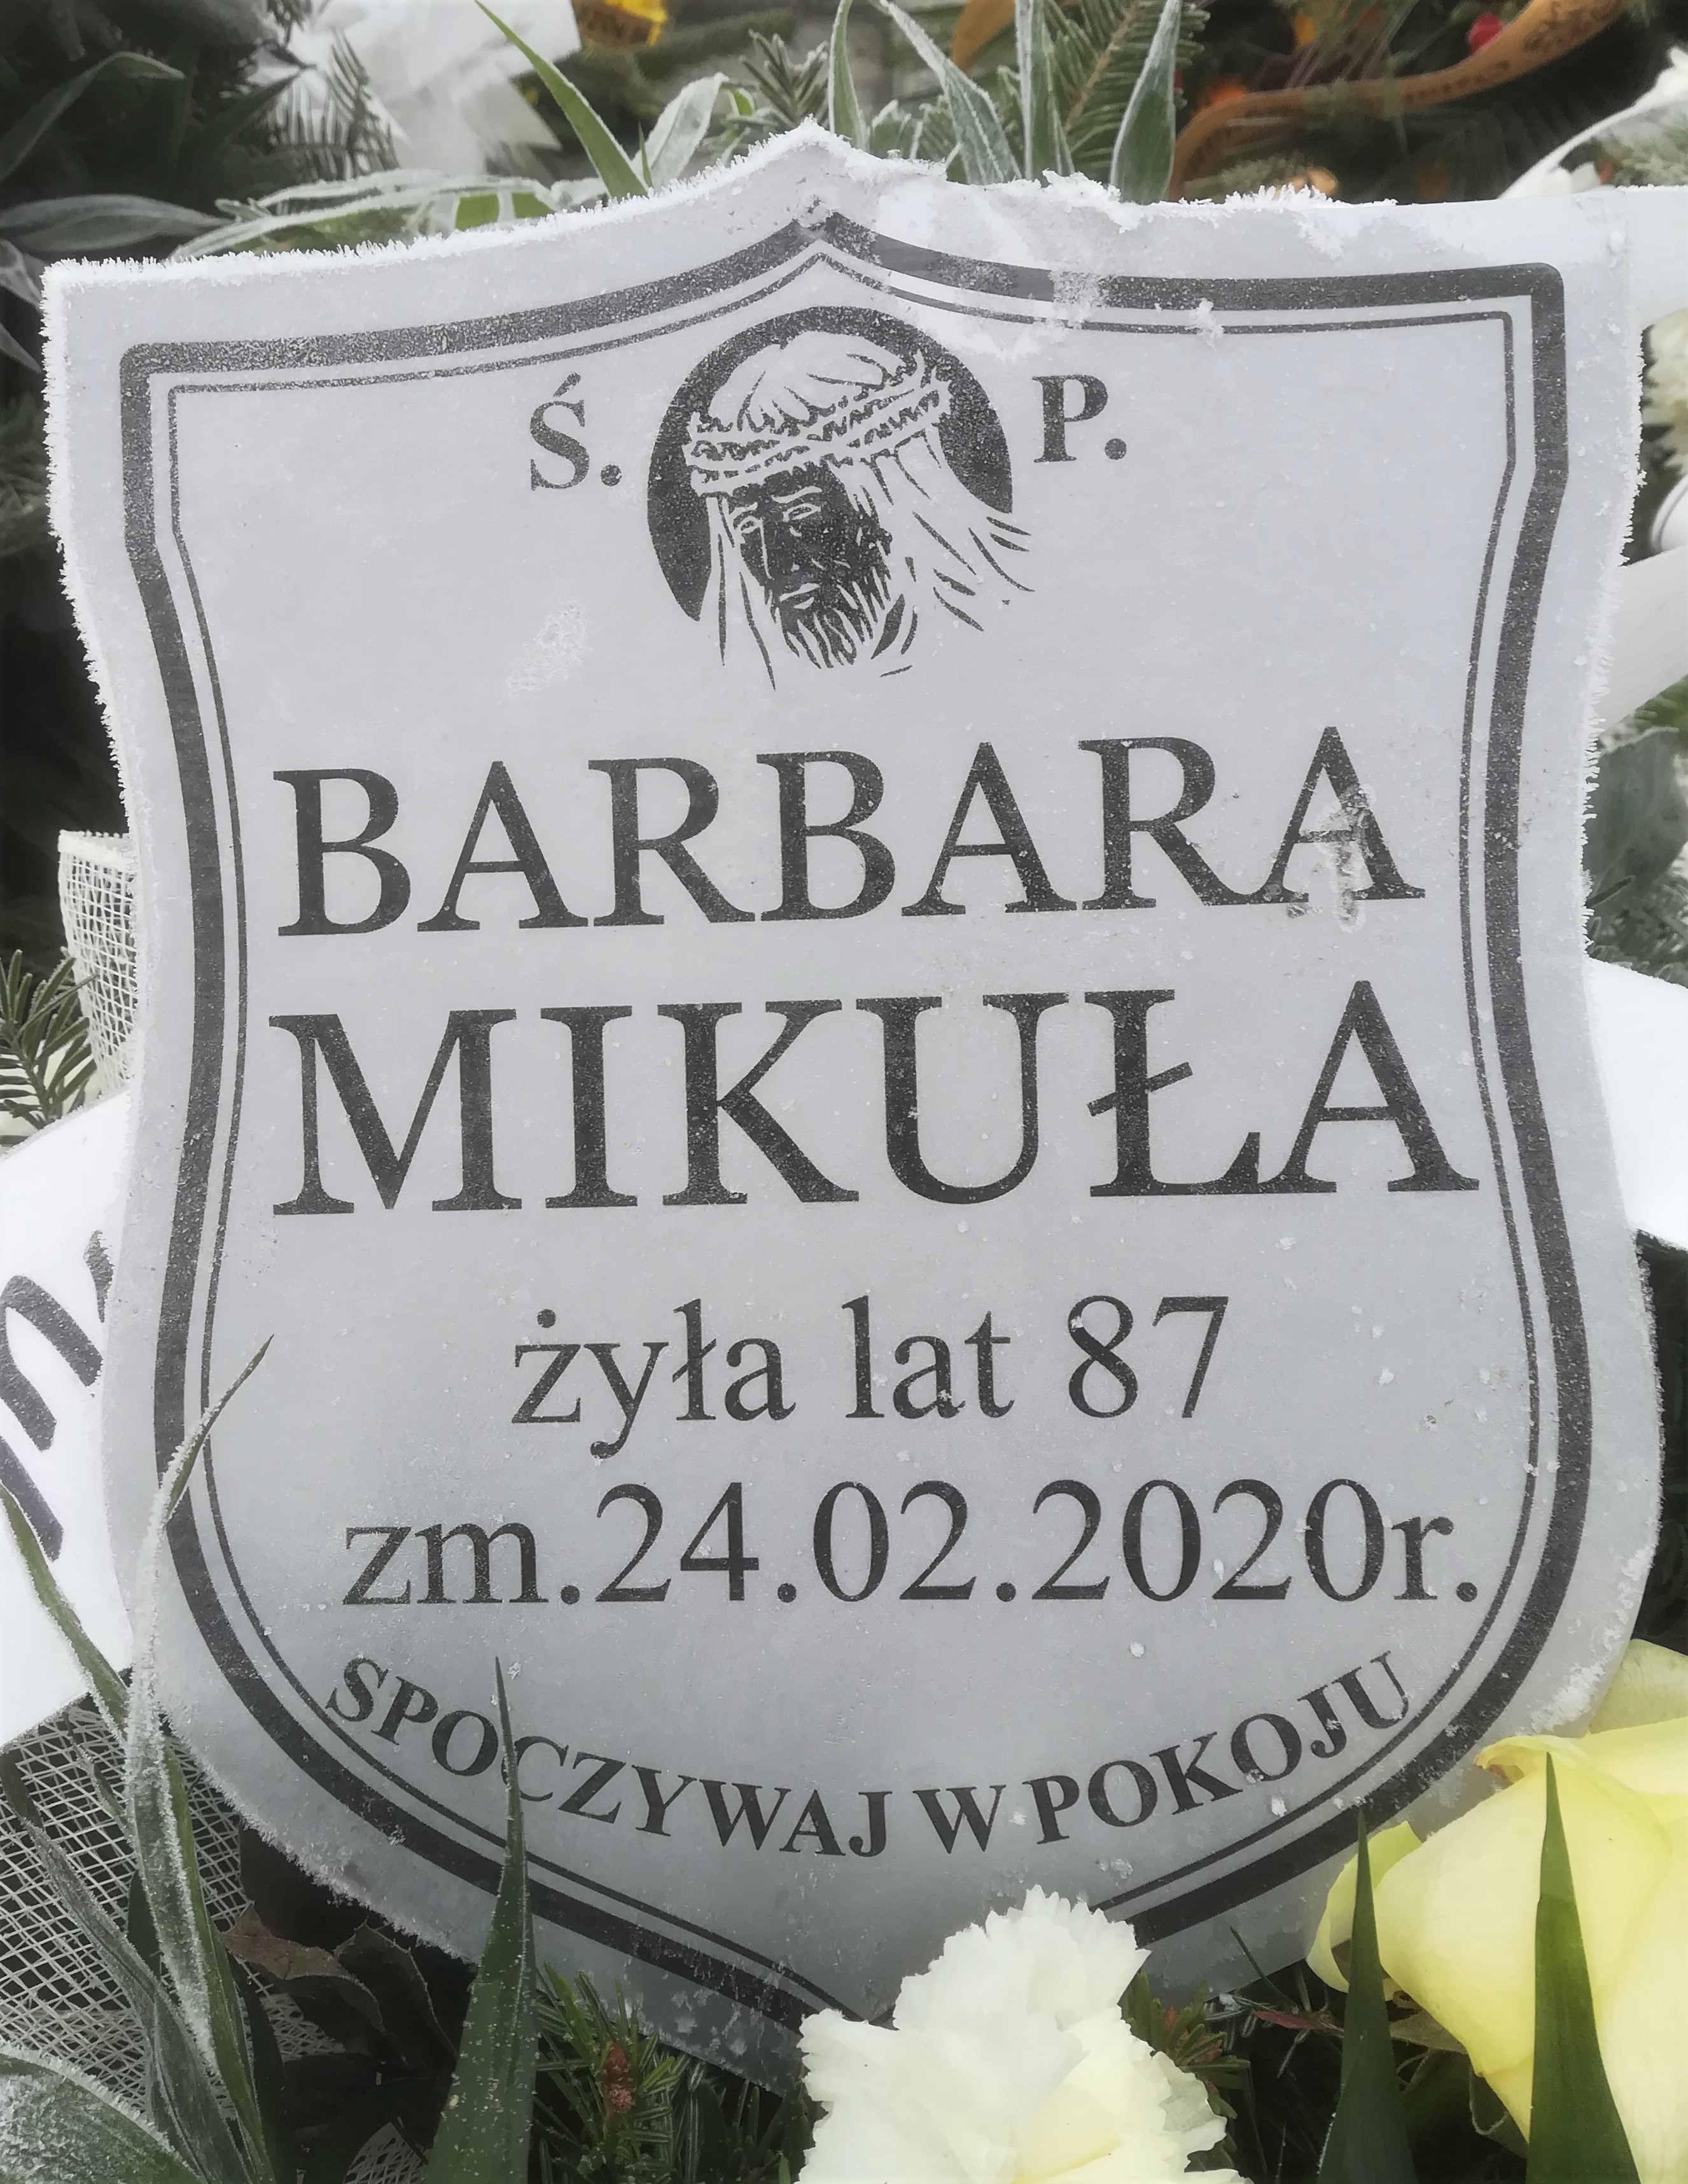 Ś. P.
BARBARA
MIKUŁA
żyła lat 87
zm.24.02.2020r.
SPOCZYWAJ W POKOJU